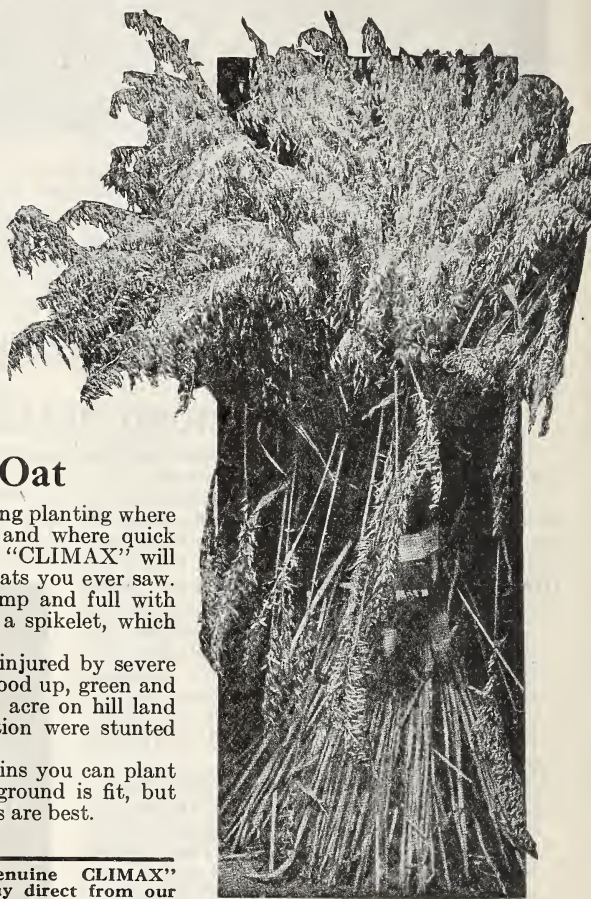 Oat
ng planting where
and where quick
"CLIMAX" will
ats you ever saw.
mp and full with
a spikelet, which
injured by severe
ood up, green and
acre on hill land
ion were stunted
ins you can plant
ground is fit, but
s are best.
enuine CLIMAX"
y direct from our